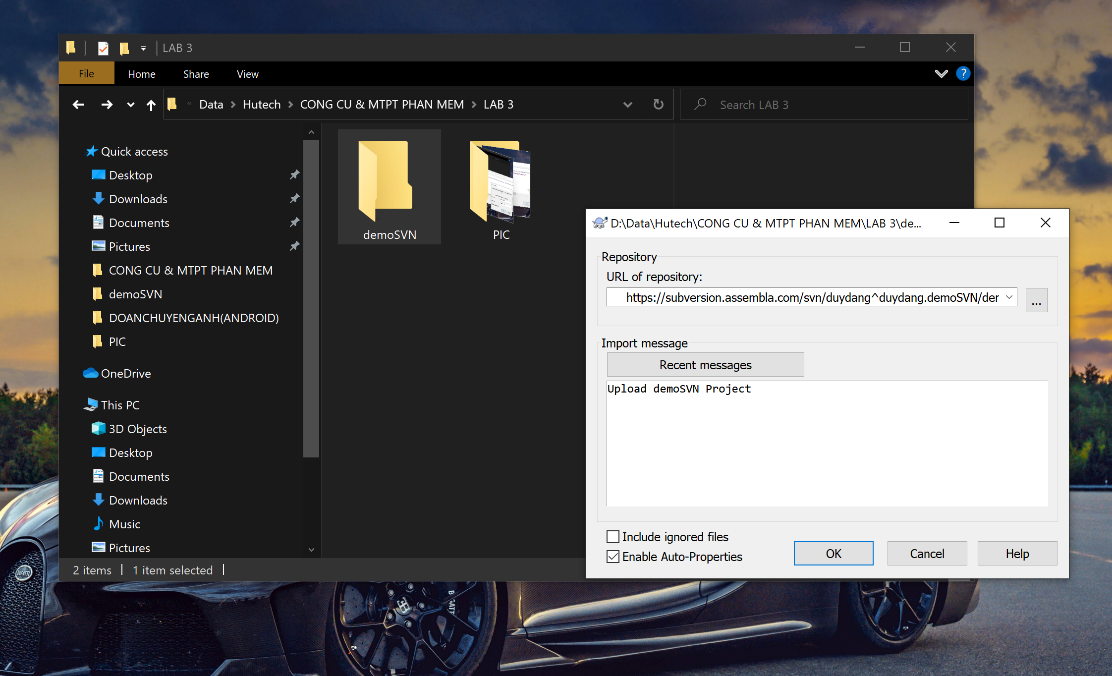 LAB 3
File Home Share View
Data > Hutech > CONG CU & MTPT PHAN MEM > LAB 3
Search LAB 3
Quick access
Desktop
Downloads
Documents
Pictures
CONG CU & MTPT PHAN MEM
demoSVN
DOANCHUYENGANH(ANDROID)
PIC
OneDrive
This PC
3D Objects
Desktop
Documents
Downloads
Music
Pictures
demoSVN
PIC
2 items 1 item selected
D:\Data\Hutech\CONG CU & MTPT PHAN MEM\LAB 3\de...
Repository
URL of repository:
https://subversion.assembla.com/svn/duydang^duydang.demoSVN/der
...
Import message
Recent messages
Upload demoSVN Project
Include ignored files
Enable Auto-Properties
OK Cancel Help